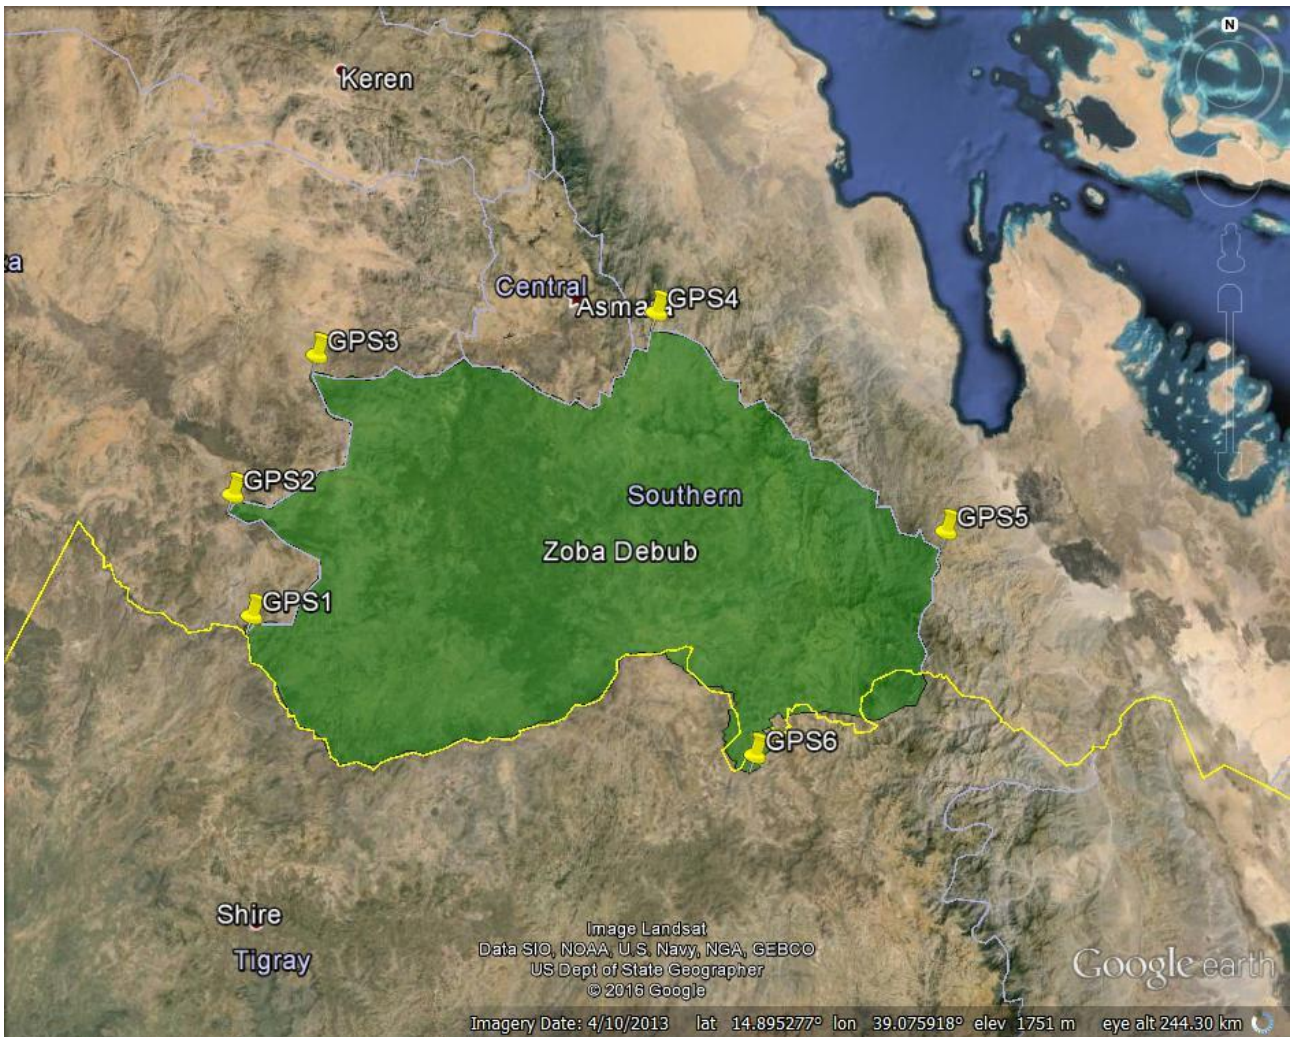 N
Keren
a
Central
Asmara
GPS4
GPS3
GPS2
Southern
GPS5
Zoba Debub
GPS1
GPS6
Shire
Tigray
Image Landsat
Data SIO, NOAA, U.S. Navy, NGA, GEBCO
US Dept of State Geographer
© 2016 Google
Google earth
Imagery Date: 4/10/2013 lat 14.895277° lon 39.075918° elev 1751 m eye alt 244.30 km